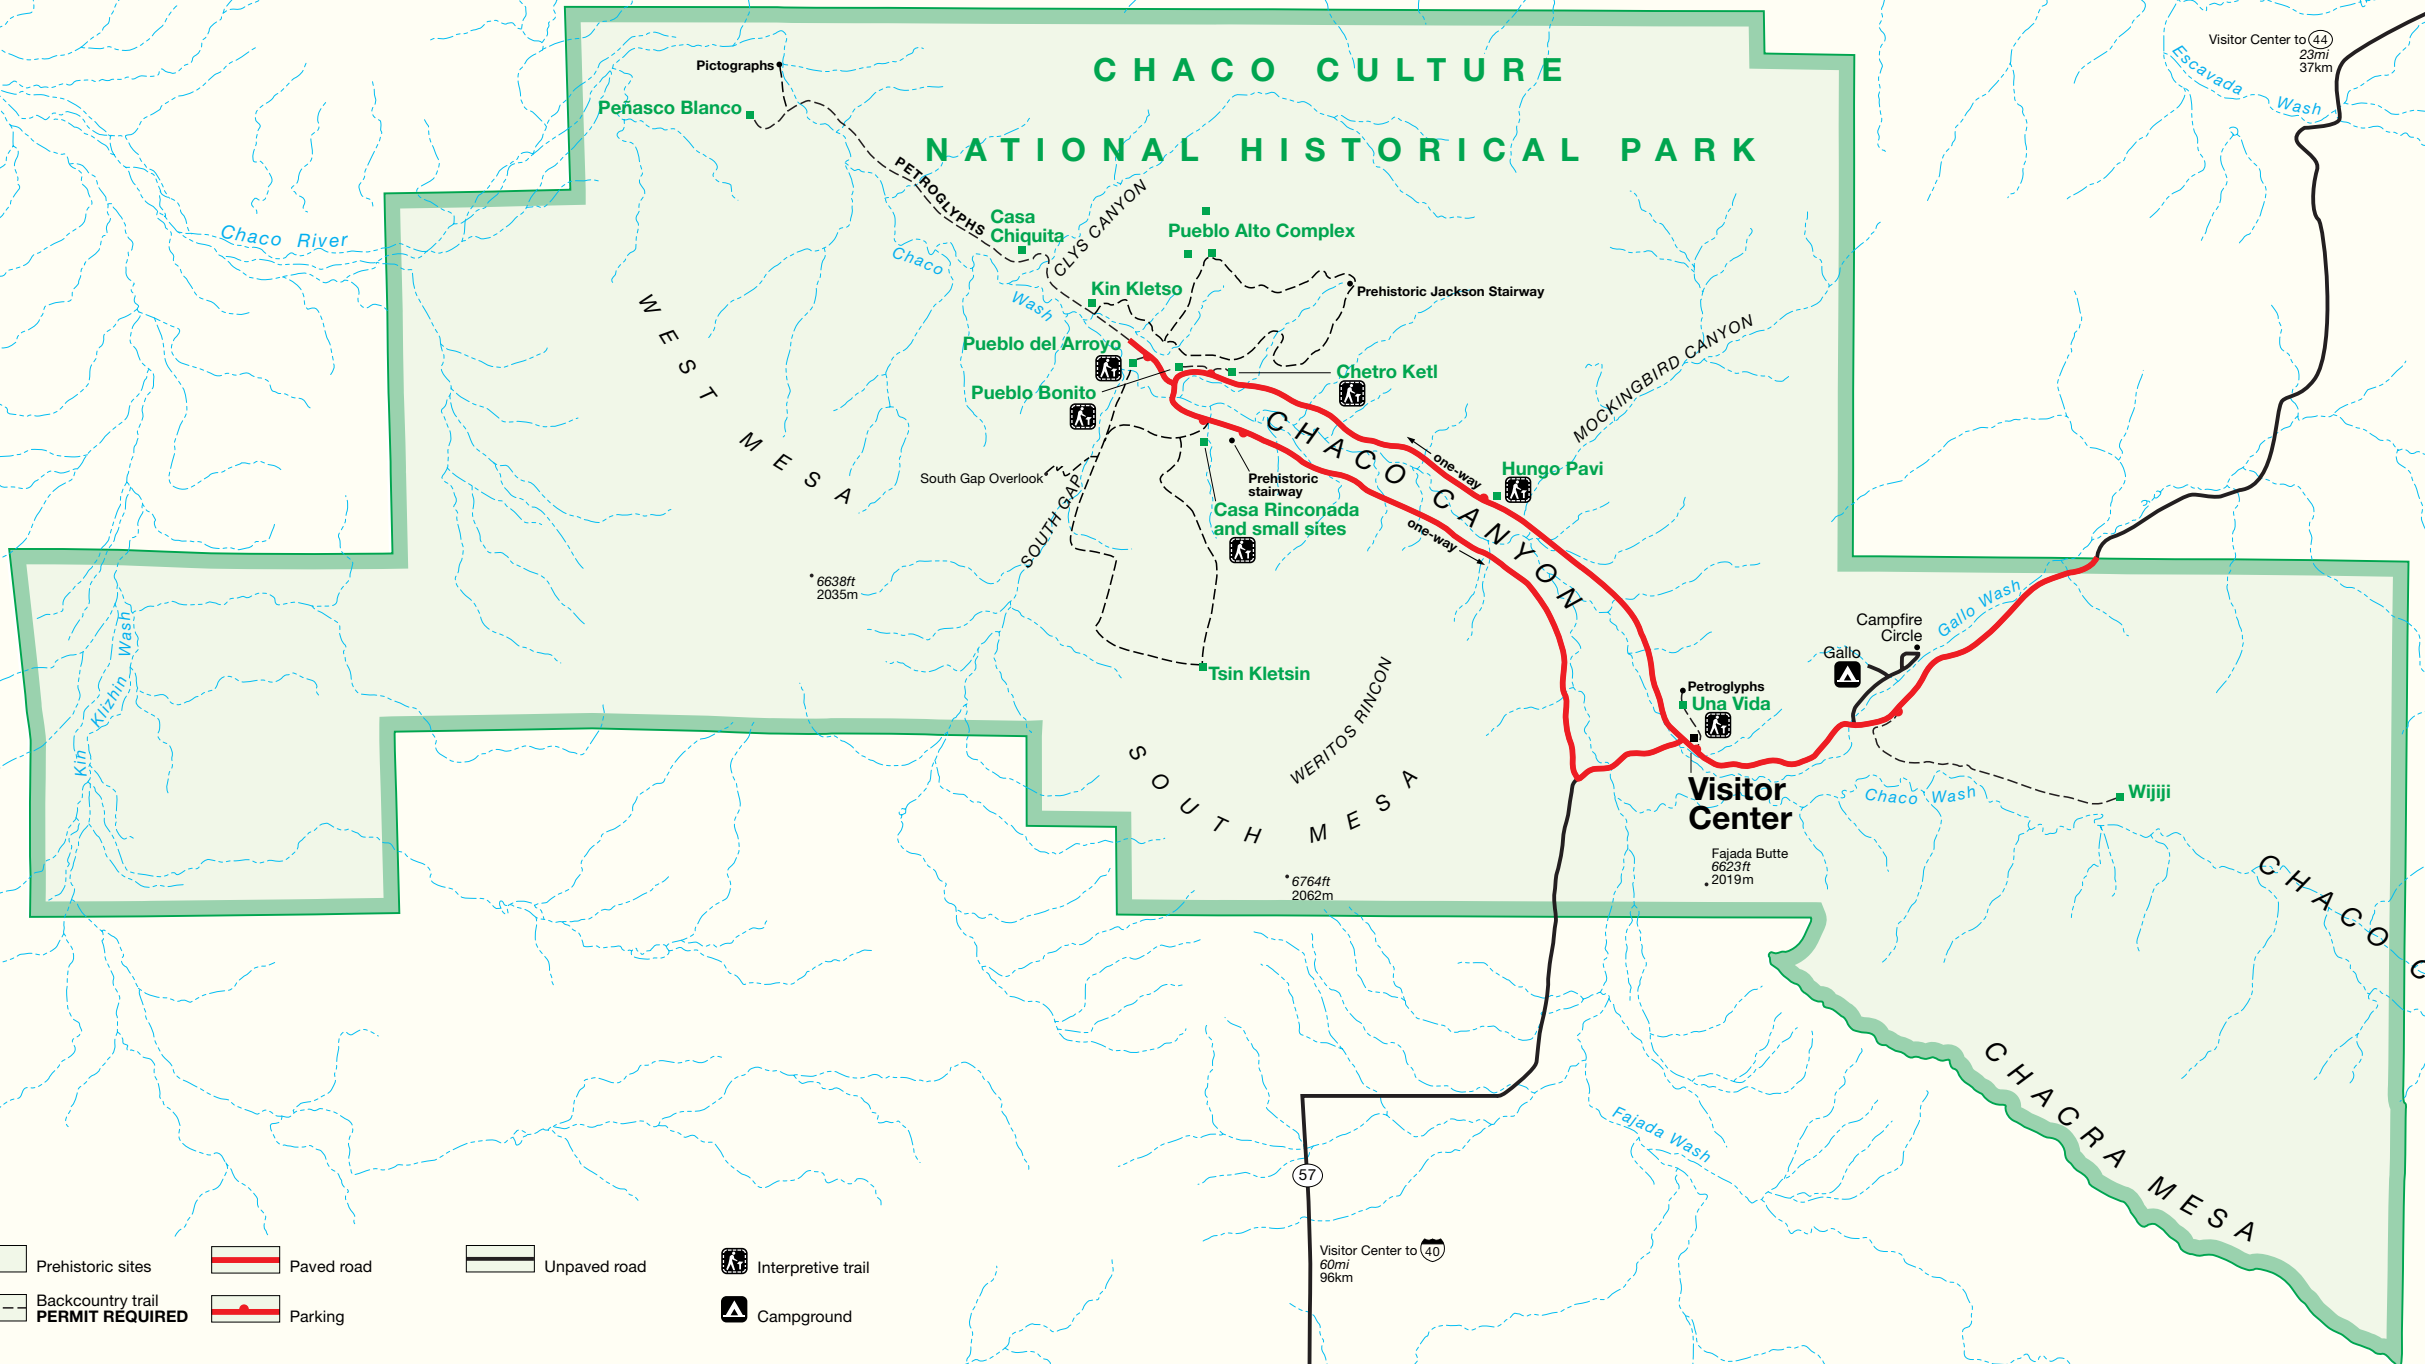 Visitor Center to 44
23mi
37km
Escavada Wash
CHACO CULTURE
NATIONAL HISTORICAL PARK
Pictographs
Peñasco Blanco
PETROGLYPHS
Casa
Chiquita
CLYS CANYON
Pueblo Alto Complex
Chaco River
Chaco
Wash
Kin Kletso
Prehistoric Jackson Stairway
WEST MESA
Pueblo del Arroyo
Pueblo Bonito
Chetro Ketl
MOCKINGBIRD CANYON
CHACO CANYON
one-way
Hungo Pavi
South Gap Overlook
SOUTH GAP
Prehistoric
stairway
Casa Rinconada
and small sites
one-way
6638ft
2035m
Kin Klizhin Wash
Tsin Kletsin
WERITOS RINCON
SOUTH MESA
Campfire
Circle
Gallo
Gallo Wash
Petroglyphs
Una Vida
Visitor
Center
Chaco Wash
Wijiji
Fajada Butte
6623ft
2019m
6764ft
2062m
CHACO C
CHACRA MESA
Fajada Wash
57
Visitor Center to 40
60mi
96km
Prehistoric sites
Paved road
Unpaved road
Interpretive trail
Backcountry trail
PERMIT REQUIRED
Parking
Campground